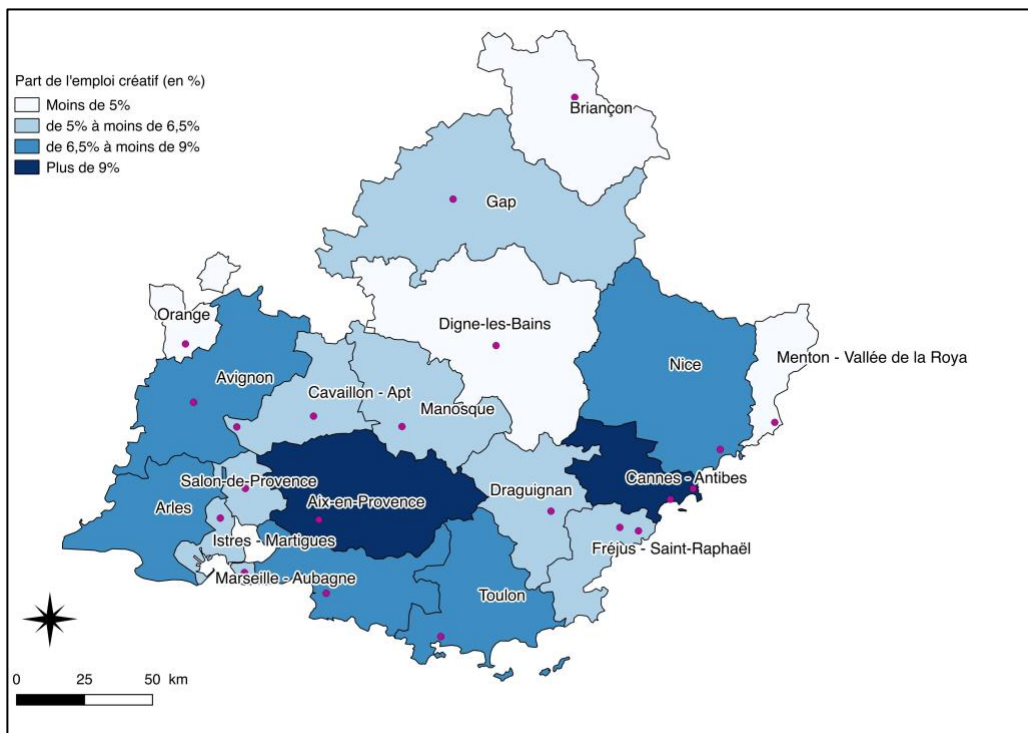 Part de l'emploi créatif (en %)
Moins de 5%
de 5% à moins de 6,5%
de 6,5% à moins de 9%
Plus de 9%
Briançon
Gap
Orange
Digne-les-Bains
Menton - Vallée de la Roya
Nice
Avignon
Cavaillon - Apt
Manosque
Salon-de-Provence
Cannes - Antibes
Draguignan
Aix-en-Provence
Arles
Istres - Martigues
Fréjus - Saint-Raphaël
Marseille - Aubagne
Toulon
0 25 50 km